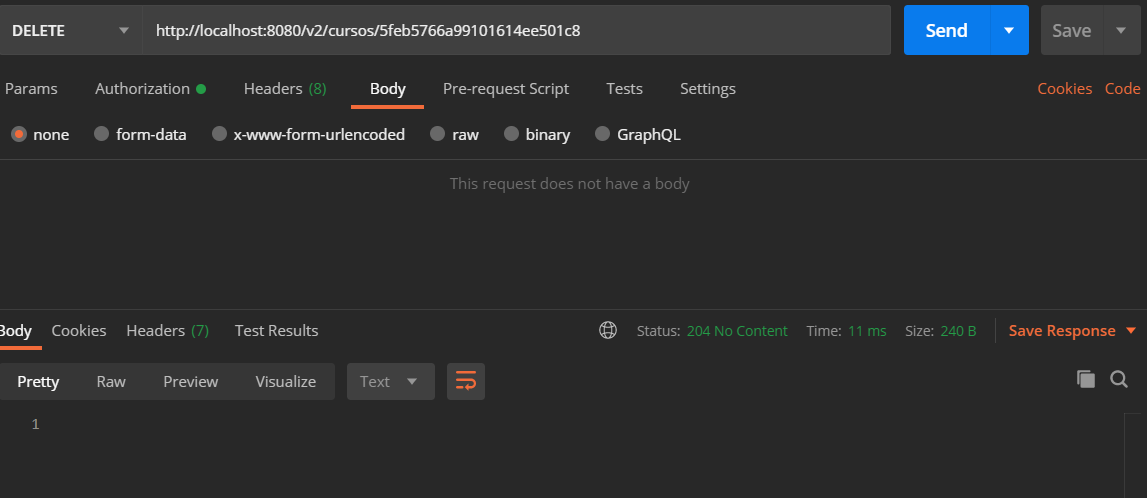 DELETE http://localhost:8080/v2/cursos/5feb5766a99101614ee501c8 Send Save
Params Authorization Headers (8) Body Pre-request Script Tests Settings Cookies Code
none form-data x-www-form-urlencoded raw binary GraphQL
This request does not have a body
Body Cookies Headers (7) Test Results Status: 204 No Content Time: 11 ms Size: 240 B Save Response
Pretty Raw Preview Visualize Text
1